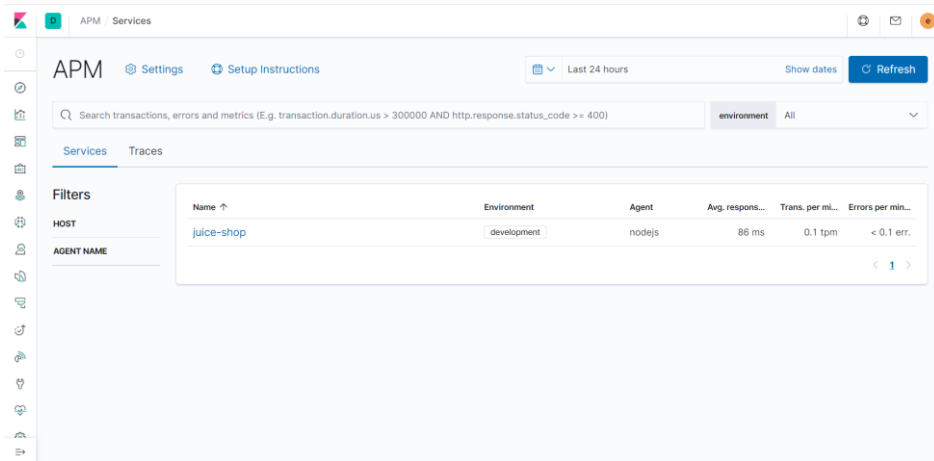 D APM / Services e
APM Settings Setup Instructions Last 24 hours Show dates Refresh
Search transactions, errors and metrics (E.g. transaction.duration.us > 300000 AND http.response.status_code >= 400) environment All
Services Traces
Filters
Name ↑ Environment Agent Avg. respons... Trans. per mi... Errors per min...
HOST
juice-shop development nodejs 86 ms 0.1 tpm < 0.1 err.
AGENT NAME
< 1 >